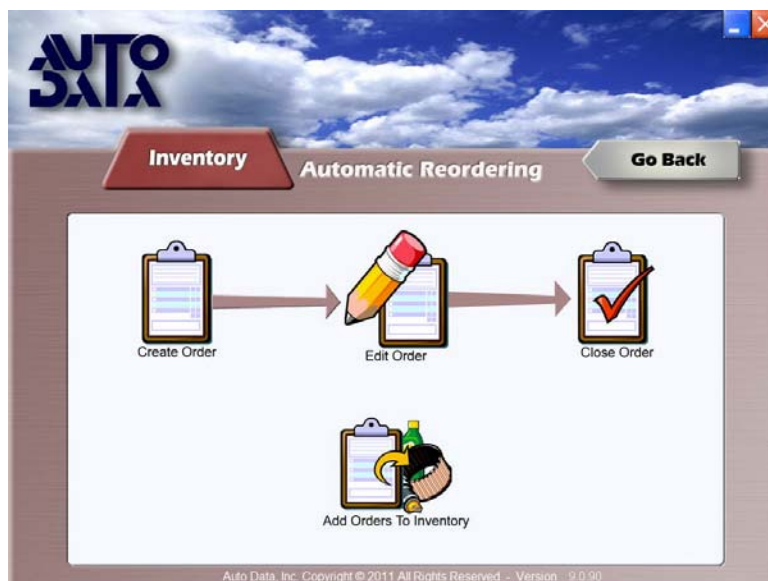 AUTO
DATA
Inventory
Automatic Reordering
Go Back
Create Order
Edit Order
Close Order
Add Orders To Inventory
Auto Data, Inc. Copyright © 2011 All Rights Reserved. - Version 9.0.90